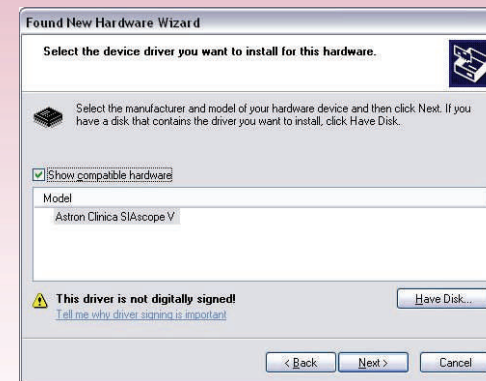 Found New Hardware Wizard
Select the device driver you want to install for this hardware.
Select the manufacturer and model of your hardware device and then click Next. If you
have a disk that contains the driver you want to install, click Have Disk.
Show compatible hardware
Model
Astron Clinica SIAscope V
This driver is not digitally signed!
Tell me why driver signing is important
Have Disk...
< Back
Next >
Cancel